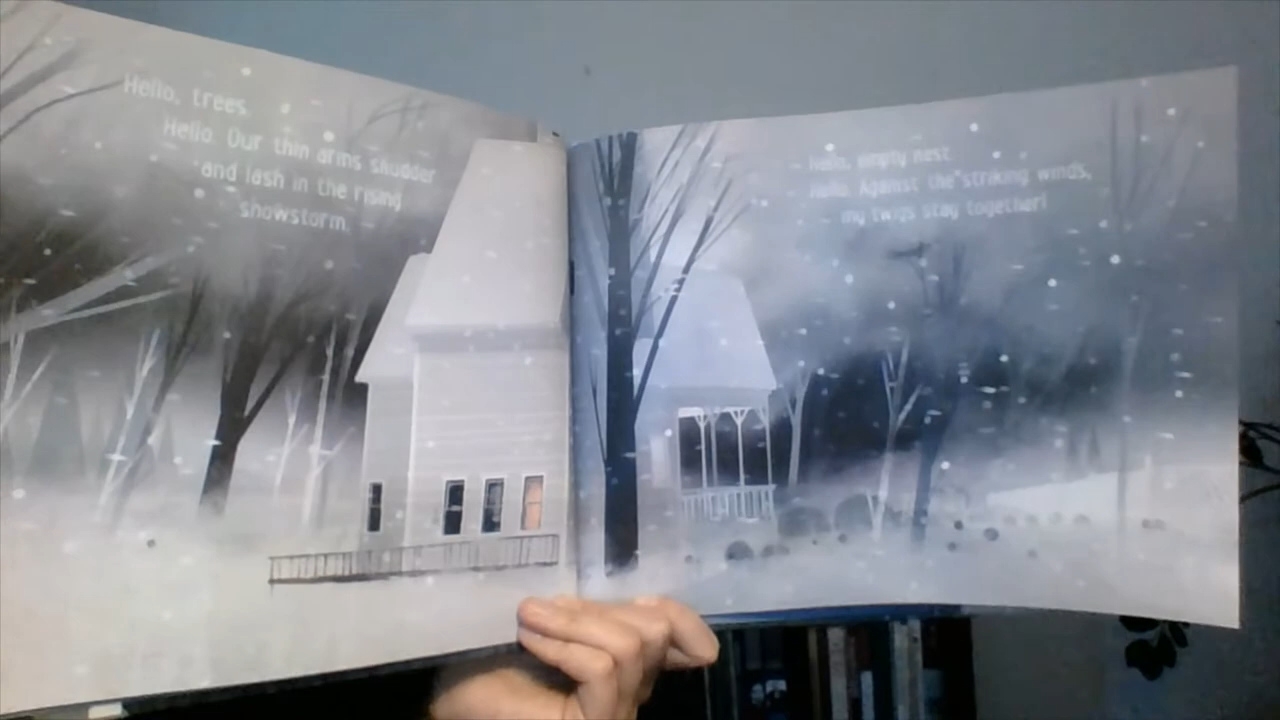 Hello, trees.
Hello. Our thin arms shudder
and lash in the rising
snowstorm.
Hello, empty nest.
Hello. Against the striking winds,
my twigs stay together!